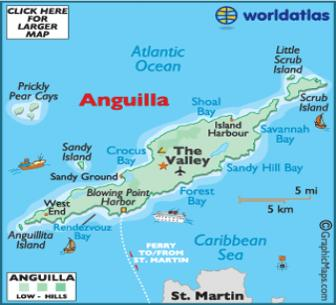 CLICK HERE
FOR
LARGER
MAP
worldatlas
Atlantic
Ocean
Little
Scrub
Island
Prickly
Pear Cays
Anguilla
Scrub
Island
Shoal
Bay
Island
Harbour
Savannah
Bay
Sandy
Island
Crocus
Bay
The
Valley
Sandy Ground
Sandy Hill Bay
Blowing Point
Harbor
Forest
Bay
5 mi
5 km
West
End
Anguillita
Island
Rendezvouz
Bay
FERRY
TO/FROM
ST. MARTIN
Caribbean
Sea
ANGUILLA
LOW - HILLS
St. Martin
©GraphicMaps.com